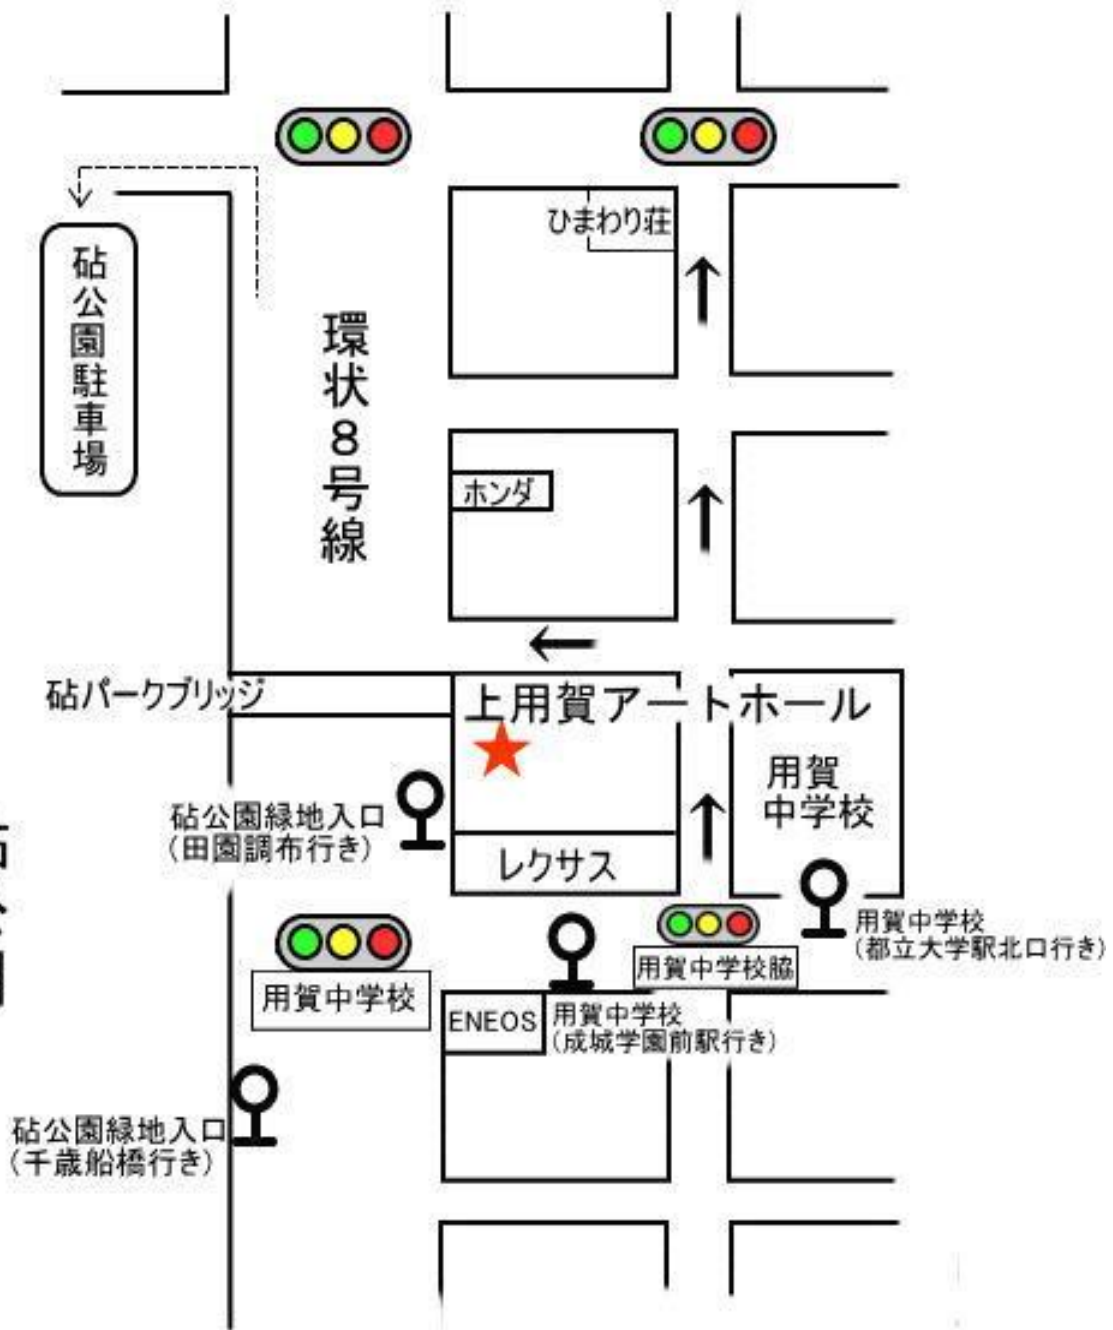 ひまわり荘
砧公園駐車場
環状8号線
ホンダ
砧パークブリッジ
上用賀アートホール
用賀
中学校
砧公園緑地入口
(田園調布行き)
レクサス
用賀中学校
(都立大学駅北口行き)
用賀中学校脇
用賀中学校
ENEOS
用賀中学校
(成城学園前駅行き)
砧公園緑地入口
(千歳船橋行き)